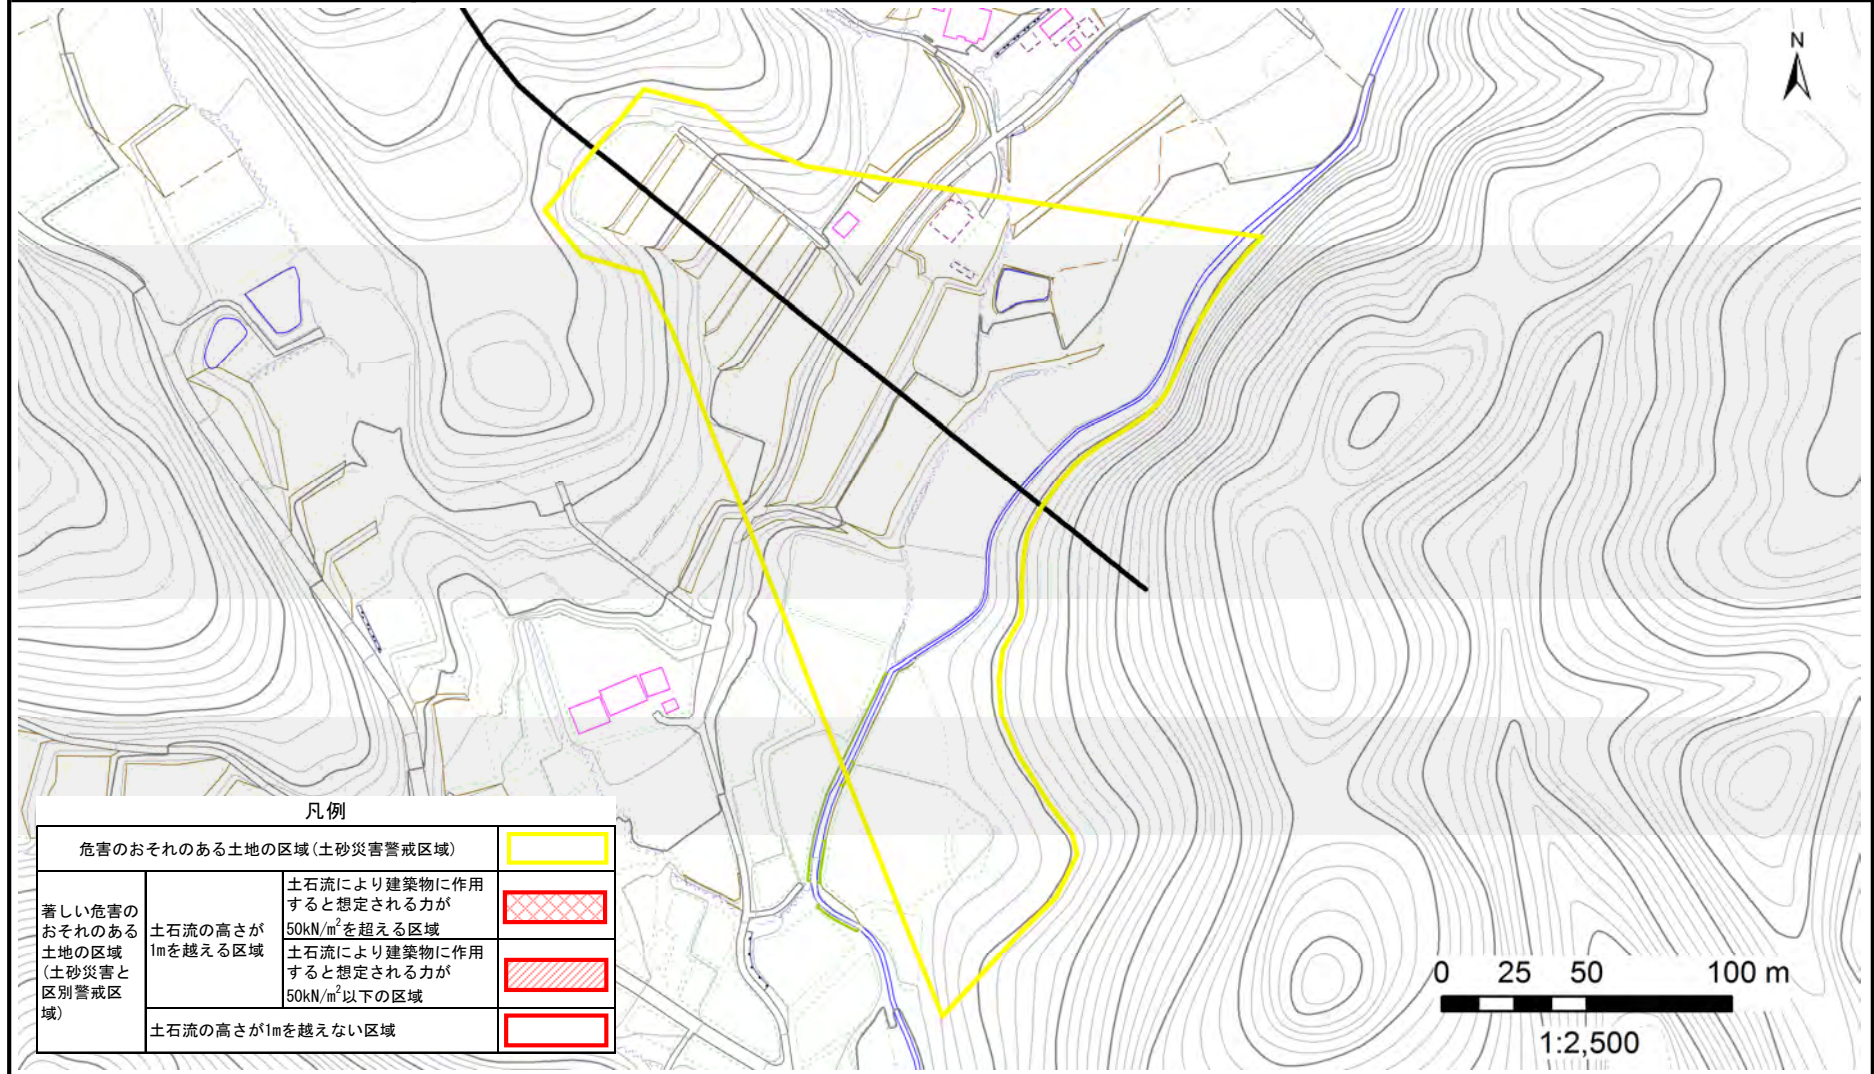 N
凡例
危害のおそれのある土地の区域(土砂災害警戒区域)
著しい危害の
おそれのある
土地の区域
(土砂災害と
区別警戒区
域)
土石流の高さが
1mを越える区域
土石流により建築物に作用
すると想定される力が
50kN/m²を超える区域
土石流により建築物に作用
すると想定される力が
50kN/m²以下の区域
土石流の高さが1mを越えない区域
0 25 50 100 m
1:2,500